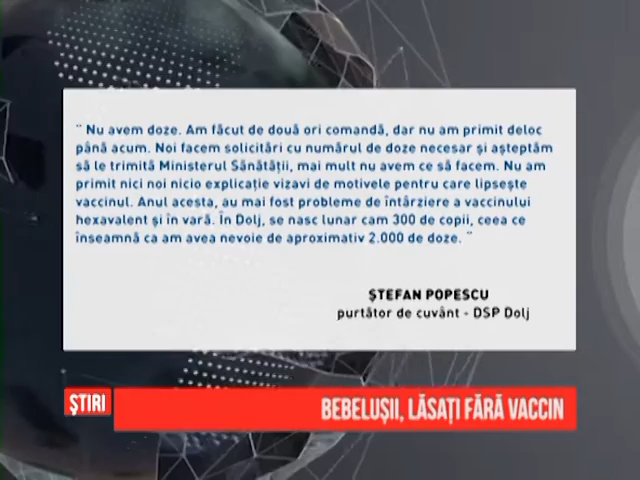 " Nu avem doze. Am făcut de două ori comandă, dar nu am primit deloc
până acum. Noi facem solicitări cu numărul de doze necesar și așteptăm
să le trimită Ministerul Sănătății, mai mult nu avem ce să facem. Nu am
primit nici noi nicio explicație vizavi de motivele pentru care lipsește
vaccinul. Anul acesta, au mai fost probleme de întârziere a vaccinului
hexavalent și în vară. În Dolj, se nasc lunar cam 300 de copii, ceea ce
înseamnă ca am avea nevoie de aproximativ 2.000 de doze. "
ȘTEFAN POPESCU
purtător de cuvânt - DSP Dolj
ȘTIRI
BEBELUȘII, LĂSAȚI FĂRĂ VACCIN